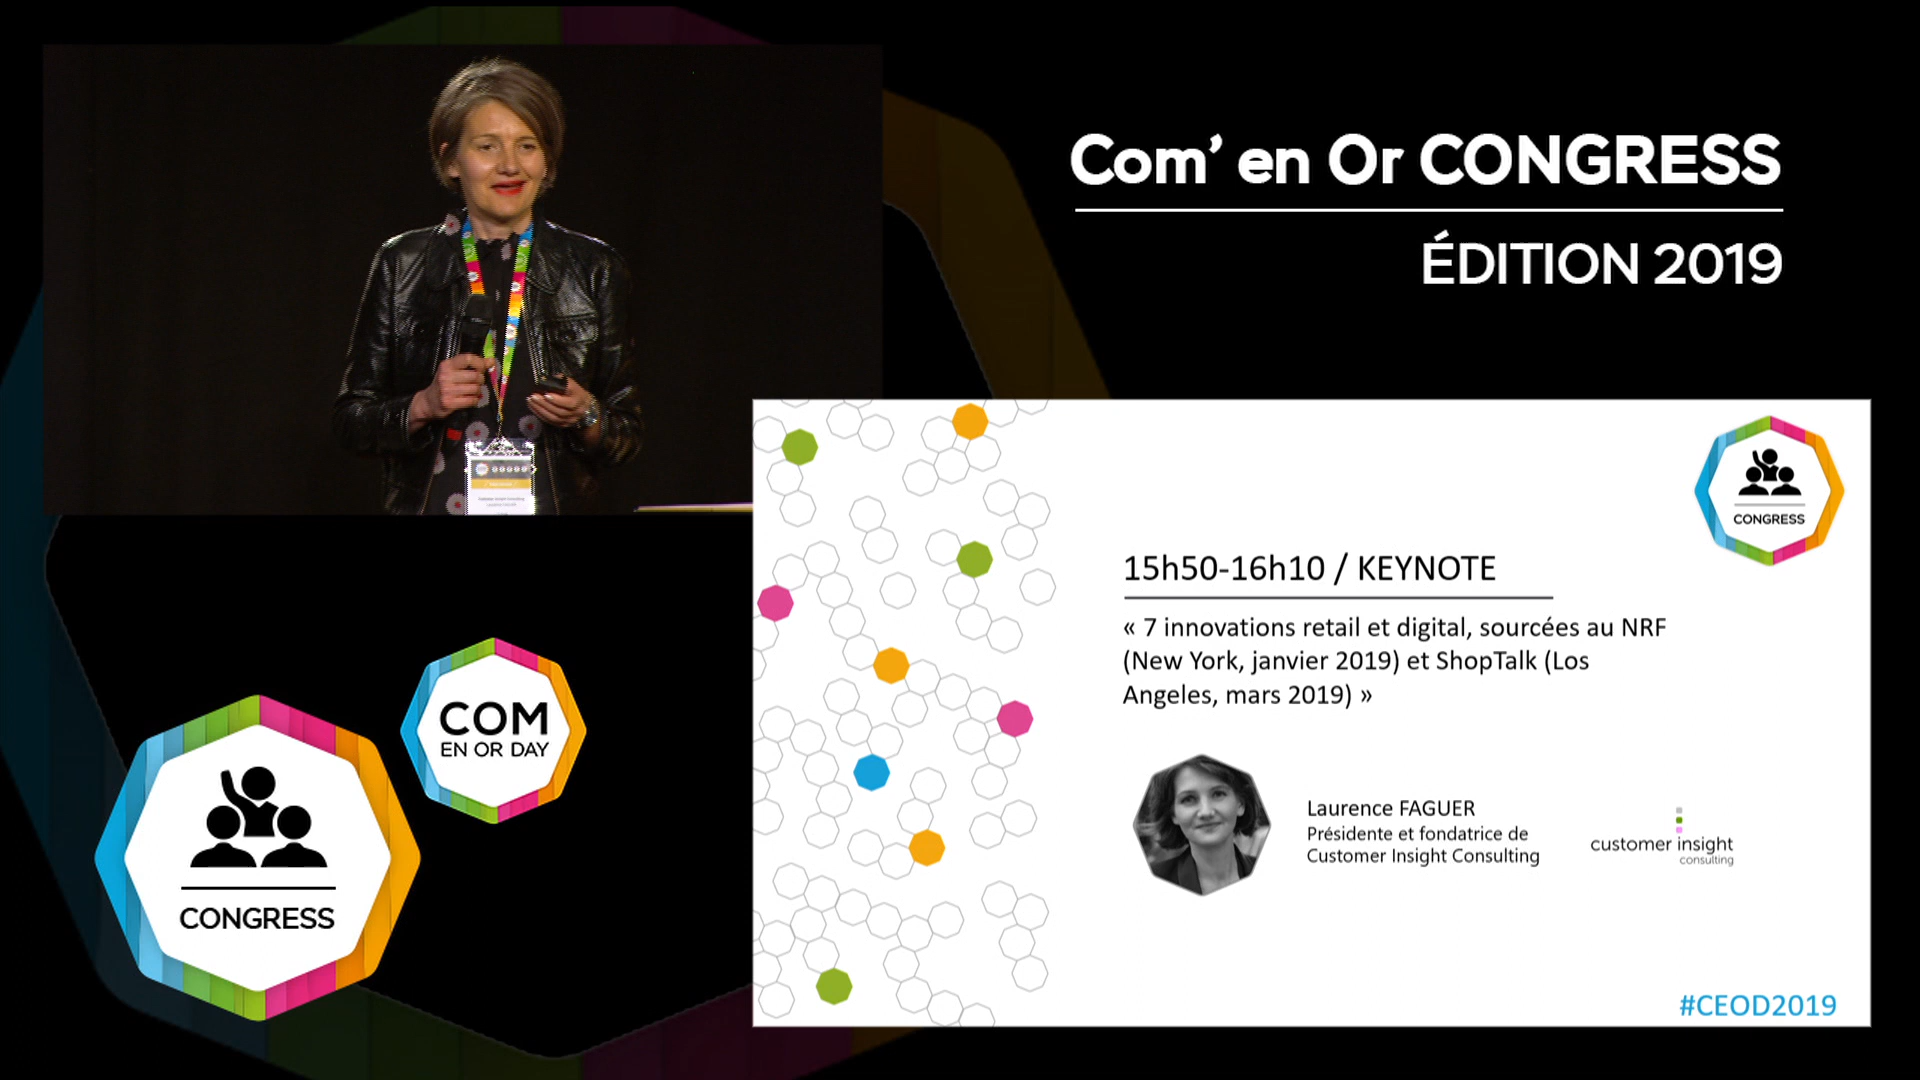 Com’ en Or CONGRESS
ÉDITION 2019
CONGRESS
15h50-16h10 / KEYNOTE
« 7 innovations retail et digital, sourcées au NRF
(New York, janvier 2019) et ShopTalk (Los
Angeles, mars 2019) »
Laurence FAGUER
Présidente et fondatrice de
Customer Insight Consulting
customer insight
consulting
#CEOD2019
COM
EN OR DAY
CONGRESS